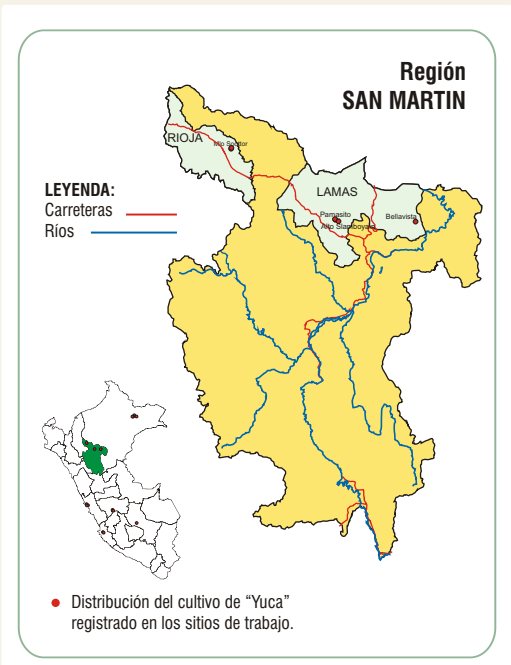 Región
SAN MARTIN
RIOJA
LAMAS
Pamasito
Bellavista
LEYENDA:
Carreteras
Ríos
Distribución del cultivo de “Yuca”
registrado en los sitios de trabajo.